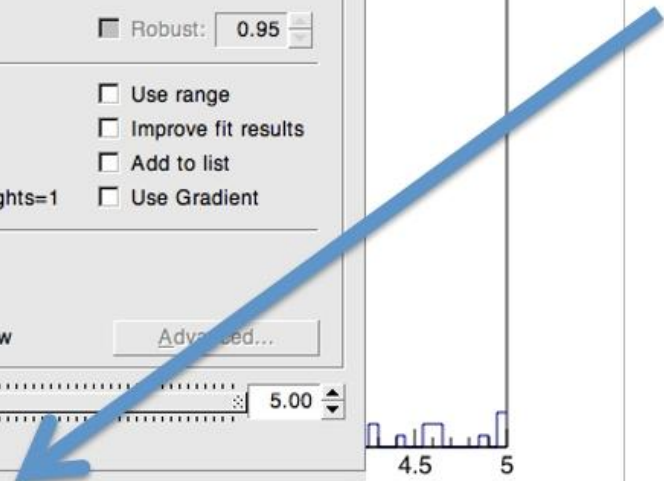 Robust: 0.95
Use range
Improve fit results
Add to list
ghts=1 Use Gradient
w
5.00
4.5 5